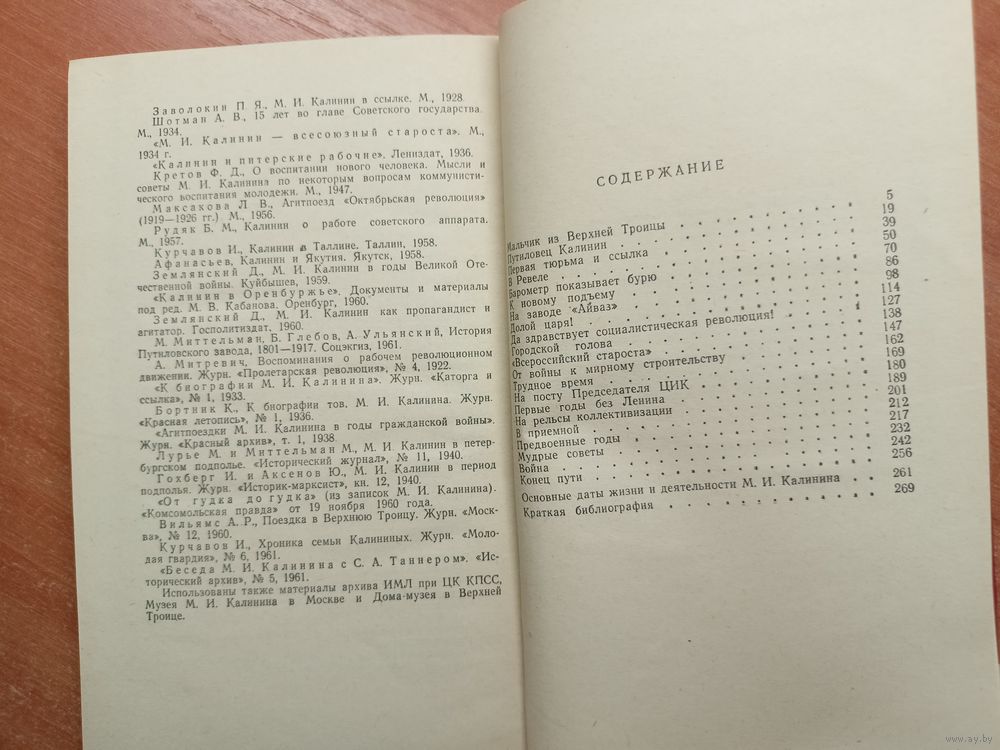 Заволокин П. Я., М. И. Калинин в ссылке. М., 1928.
Шотман А. В., 15 лет во главе Советского государства.
М., 1934.
«М. И. Калинин — всесоюзный староста». М.,
1934 г.
«Калинин и питерские рабочие». Лениздат, 1936.
Кретов Ф. Д., О воспитании нового человека. Мысли и
советы М. И. Калинина по некоторым вопросам коммунисти-
ческого воспитания молодежи. М., 1947.
Максакова Л. В., Агитпоезд «Октябрьская революция»
(1919—1926 гг.) М., 1956.
Рудяк Б. М., Калинин о работе советского аппарата.
М., 1957.
Курчавов И., Калинин в Таллине. Таллин, 1958.
Афанасьев, Калинин и Якутия. Якутск, 1958.
Землянский Д., М. И. Калинин в годы Великой Оте-
чественной войны. Куйбышев, 1959.
«Калинин в Оренбуржье». Документы и материалы
под ред. М. В. Кабанова. Оренбург, 1960.
Землянский Д., М. И. Калинин как пропагандист и
агитатор. Госполитиздат, 1960.
М. Миттельман, Б. Глебов, А. Ульянский, История
Путиловского завода, 1801—1917. Соцэкгиз, 1961.
А. Митревич, Воспоминания о рабочем революционном
движении. Журн. «Пролетарская революция», № 4, 1922.
«К биографии М. И. Калинина». Журн. «Каторга и
ссылка», № 1, 1933.
Бортник К., К биографии тов. М. И. Калинина. Журн.
«Красная летопись», № 1, 1936.
«Агитпоездки М. И. Калинина в годы гражданской войны».
Журн. «Красный архив», т. 1, 1938.
Лурье М. и Миттельман М., М. И. Калинин в петер-
бургском подполье. «Исторический журнал», № 11, 1940.
Гохберг И. и Аксенов Ю., М. И. Калинин в период
подполья. Журн. «Историк-марксист», кн. 12, 1940.
«От гудка до гудка» (из записок М. И. Калинина).
«Комсомольская правда» от 19 ноября 1960 года.
Вильямс А. Р., Поездка в Верхнюю Троицу. Журн. «Моск-
ва», № 12, 1960.
Курчавов И., Хроника семьи Калининых. Журн. «Моло-
дая гвардия», № 6, 1961.
«Беседа М. И. Калинина с С. А. Таннером». «Ис-
торический архив», № 5, 1961.
Использованы также материалы архива ИМЛ при ЦК КПСС,
Музея М. И. Калинина в Москве и Дома-музея в Верхней
Троице.
СОДЕРЖАНИЕ
Мальчик из Верхней Троицы . . . . . 5
Путиловец Калинин . . . . . 19
Первая тюрьма и ссылка . . . . . 39
В Ревеле . . . . . 50
Барометр показывает бурю . . . . . 70
К новому подъему . . . . . 86
На заводе «Айваз» . . . . . 98
Долой царя! . . . . . 114
Да здравствует социалистическая революция! . . . . . 127
Городской голова . . . . . 138
«Всероссийский староста» . . . . . 147
От войны к мирному строительству . . . . . 162
Трудное время . . . . . 169
На посту Председателя ЦИК . . . . . 180
Первые годы без Ленина . . . . . 189
На рельсы коллективизации . . . . . 201
В приемной . . . . . 212
Предвоенные годы . . . . . 217
Мудрые советы . . . . . 232
Война . . . . . 242
Конец пути . . . . . 256
Основные даты жизни и деятельности М. И. Калинина . . 261
Краткая библиография . . . . . 269
www.ay.by